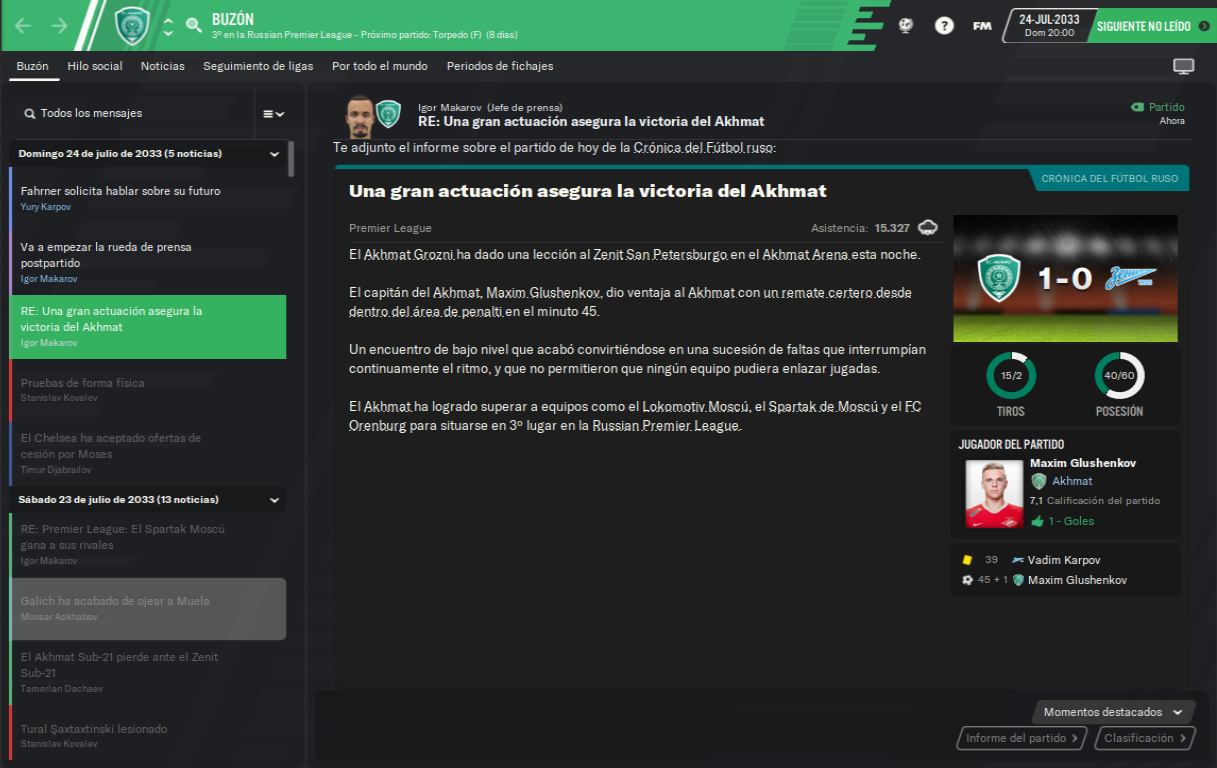 BUZÓN
3º en la Russian Premier League - Próximo partido: Torpedo (F) (8 días)
FM
24-JUL-2033
Dom 20:00
SIGUIENTE NO LEÍDO
Buzón Hilo social Noticias Seguimiento de ligas Por todo el mundo Periodos de fichajes
Todos los mensajes
Domingo 24 de julio de 2033 (5 noticias)
Fahrner solicita hablar sobre su futuro
Yury Karpov
Va a empezar la rueda de prensa
postpartido
Igor Makarov
RE: Una gran actuación asegura la
victoria del Akhmat
Igor Makarov
Pruebas de forma física
Stanislav Kovalev
El Chelsea ha aceptado ofertas de
cesión por Moses
Timur Djabrailov
Sábado 23 de julio de 2033 (13 noticias)
RE: Premier League: El Spartak Moscú
gana a sus rivales
Igor Makarov
Galich ha acabado de ojear a Muela
Movsar Askhabov
El Akhmat Sub-21 pierde ante el Zenit
Sub-21
Tamerlan Dachaev
Tural Şaxtaxtinski lesionado
Stanislav Kovalev
Igor Makarov (Jefe de prensa)
RE: Una gran actuación asegura la victoria del Akhmat
Partido
Ahora
Te adjunto el informe sobre el partido de hoy de la Crónica del Fútbol ruso:
CRÓNICA DEL FÚTBOL RUSO
Una gran actuación asegura la victoria del Akhmat
Premier League
Asistencia: 15.327
El Akhmat Grozni ha dado una lección al Zenit San Petersburgo en el Akhmat Arena esta noche.
El capitán del Akhmat, Maxim Glushenkov, dio ventaja al Akhmat con un remate certero desde
dentro del área de penalti en el minuto 45.
Un encuentro de bajo nivel que acabó convirtiéndose en una sucesión de faltas que interrumpían
continuamente el ritmo, y que no permitieron que ningún equipo pudiera enlazar jugadas.
El Akhmat ha logrado superar a equipos como el Lokomotiv Moscú, el Spartak de Moscú y el FC
Orenburg para situarse en 3º lugar en la Russian Premier League.
1-0
15/2
40/60
TIROS
POSESIÓN
JUGADOR DEL PARTIDO
Maxim Glushenkov
Akhmat
7,1 Calificación del partido
1 - Goles
39 Vadim Karpov
45 + 1 Maxim Glushenkov
Momentos destacados
Informe del partido
Clasificación